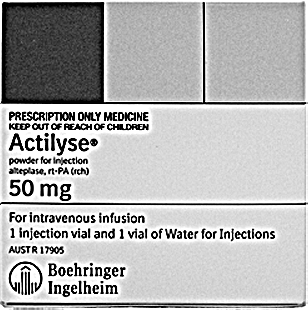 PRESCRIPTION ONLY MEDICINE
KEEP OUT OF REACH OF CHILDREN
Actilyse®
powder for injection
alteplase, rt-PA (rch)
50 mg
For intravenous infusion
1 injection vial and 1 vial of Water for Injections
AUST R 17905
Boehringer
Ingelheim